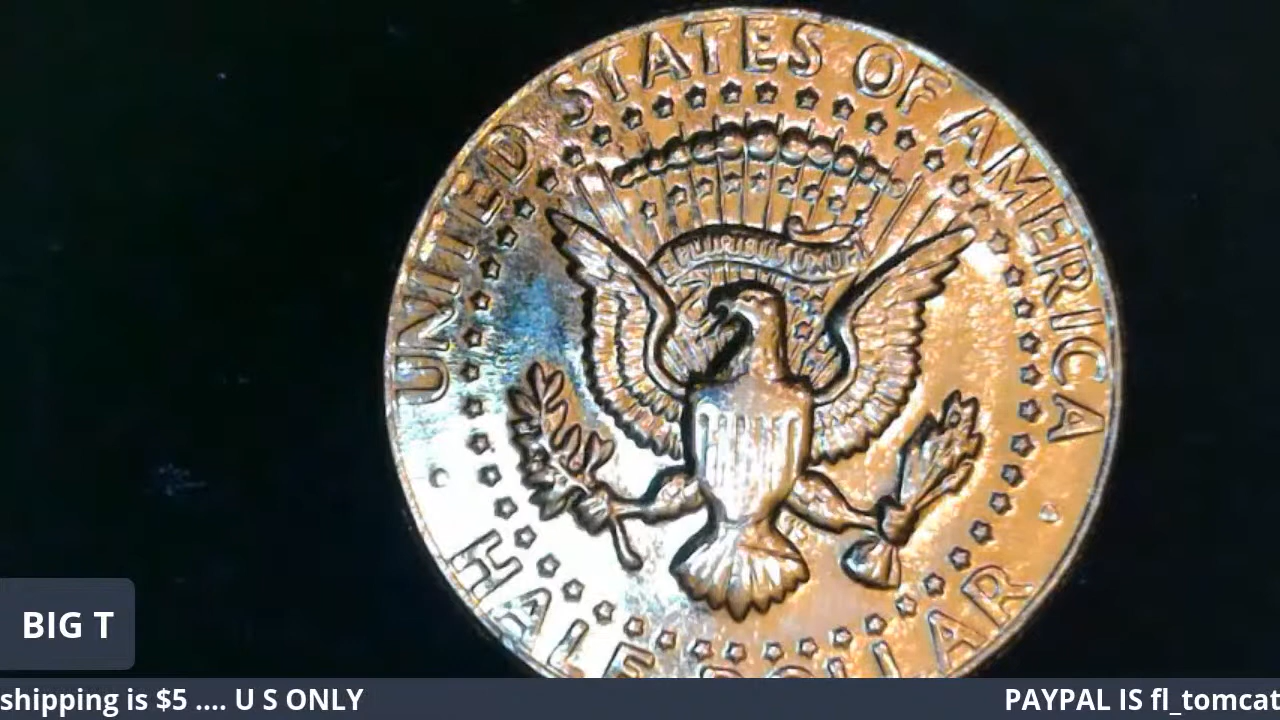 UNITED STATES OF AMERICA
E PLURIBUS UNUM
HALF DOLLAR
BIG T
shipping is $5 .... U S ONLY
PAYPAL IS fl_tomcat